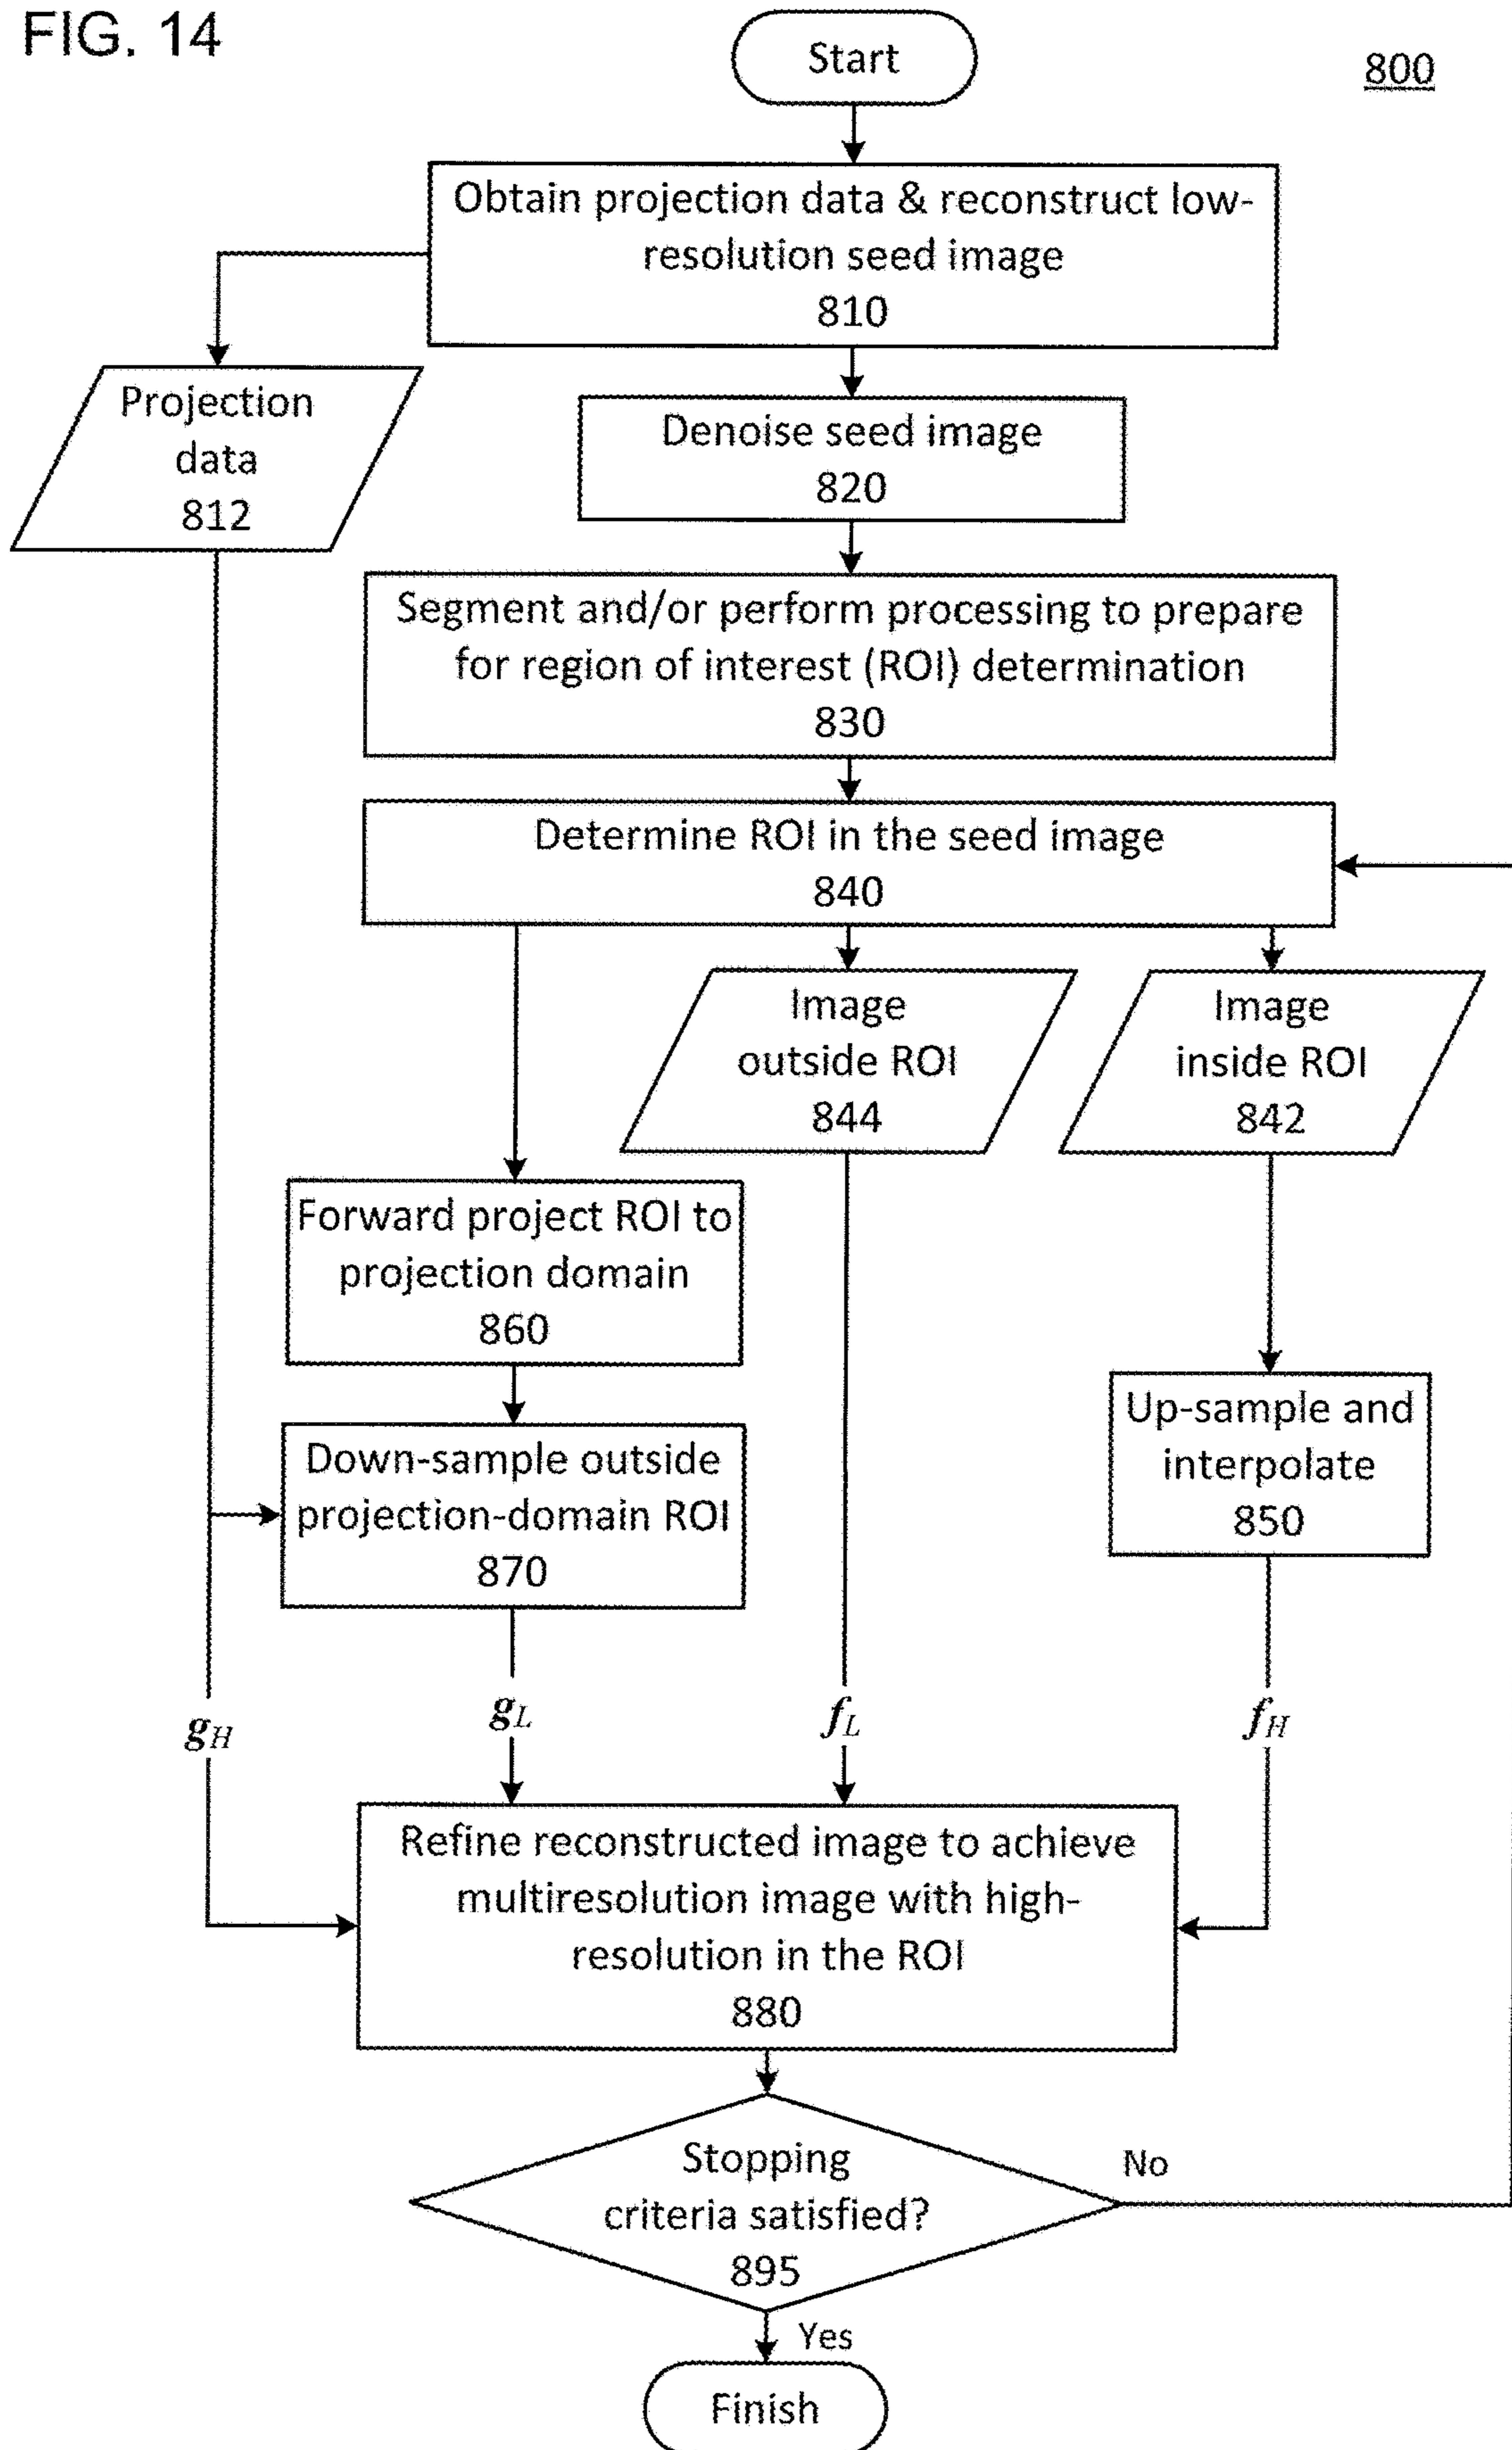 FIG. 14
Start
800
Obtain projection data & reconstruct low-
resolution seed image
810
Projection
data
812
Denoise seed image
820
Segment and/or perform processing to prepare
for region of interest (ROI) determination
830
Determine ROI in the seed image
840
Image
outside ROI
844
Image
inside ROI
842
Forward project ROI to
projection domain
860
Up-sample and
interpolate
850
Down-sample outside
projection-domain ROI
870
gH
gL
fL
fH
Refine reconstructed image to achieve
multiresolution image with high-
resolution in the ROI
880
Stopping
criteria satisfied?
895
No
Yes
Finish